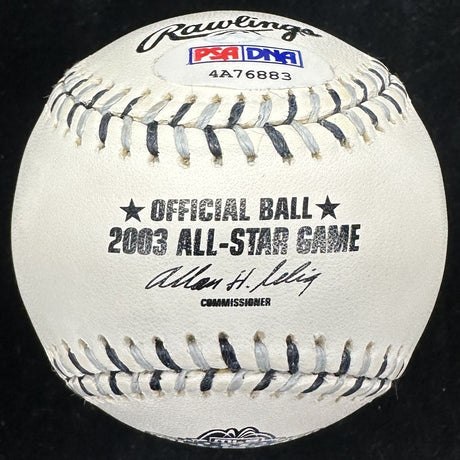 Rawlings
PSA DNA
4A76883
★ OFFICIAL BALL ★
2003 ALL-STAR GAME
Allan H. Selig
COMMISSIONER